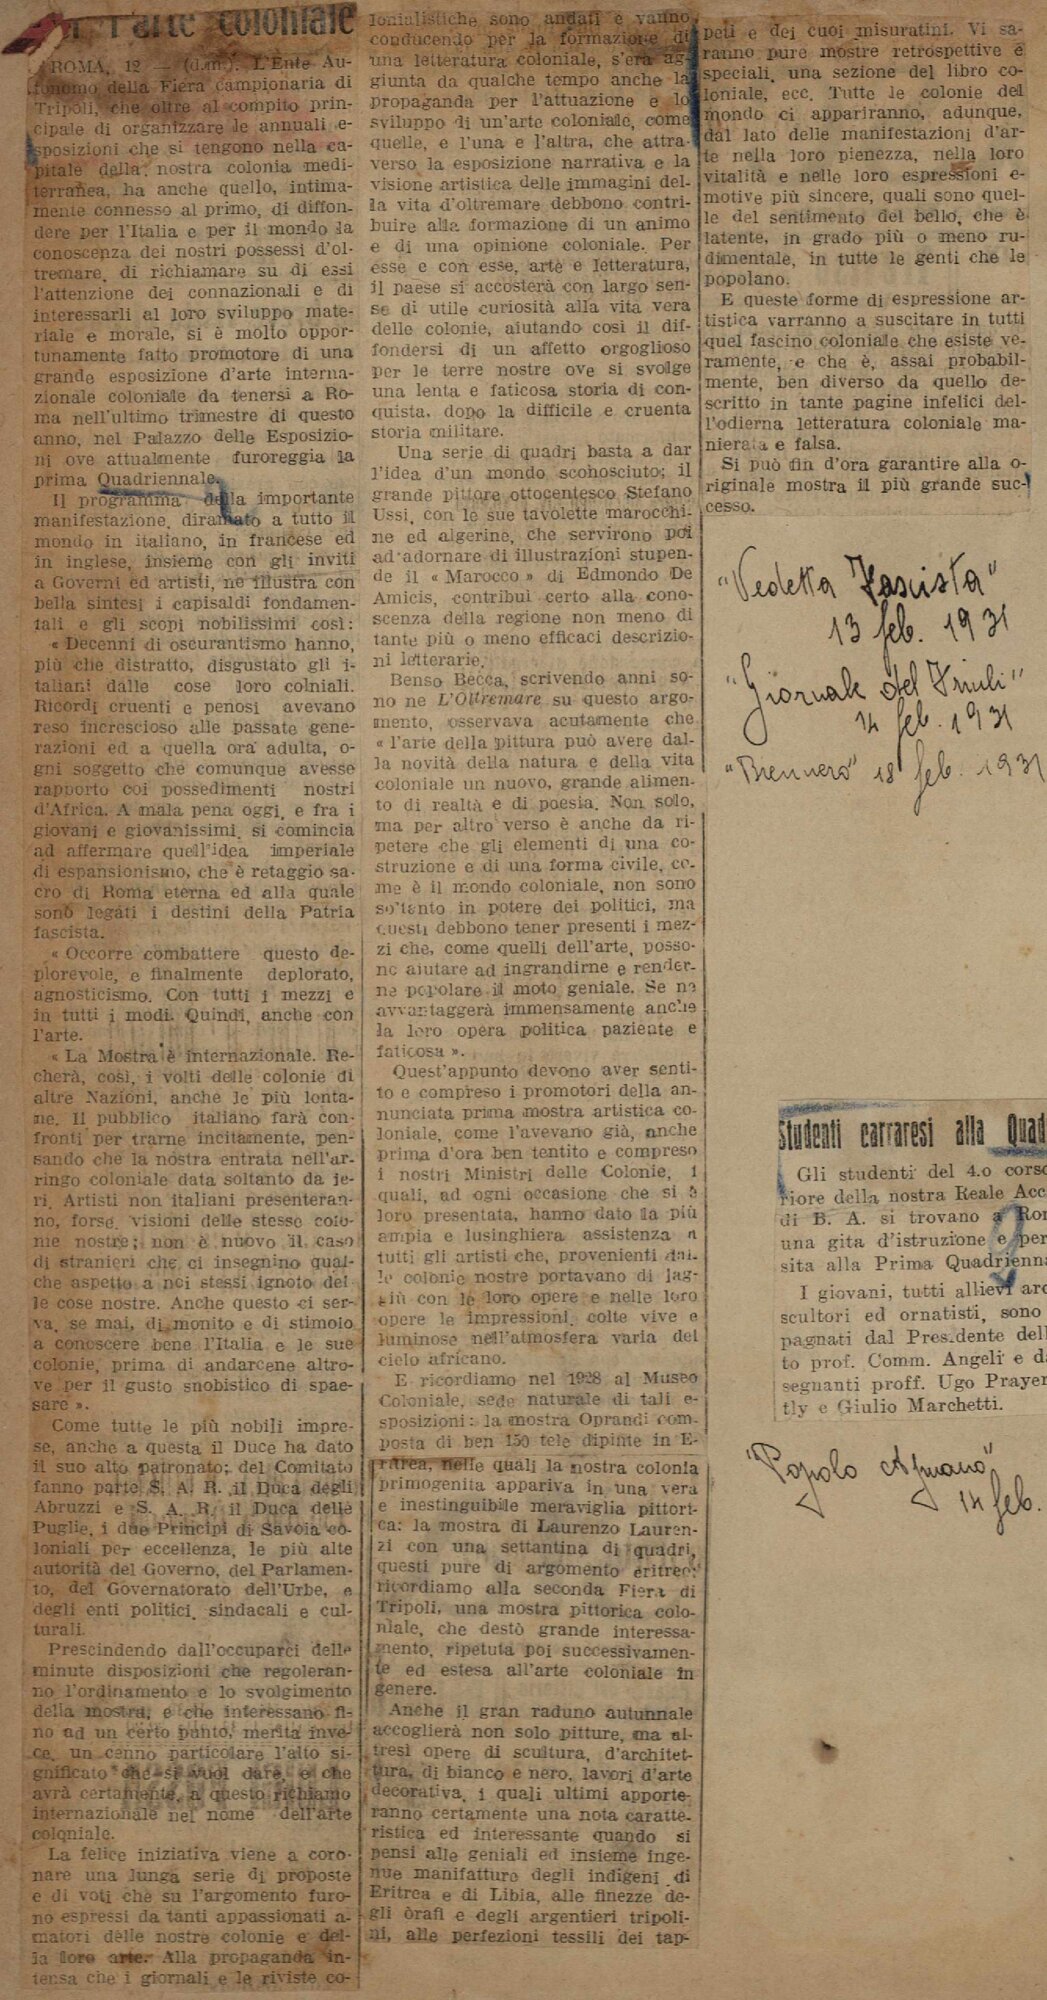 l'arte coloniale
ROMA, 12 — (d.m.). L'Ente Au-
tonomo della Fiera campionaria di
Tripoli, che oltre al compito prin-
cipale di organizzare le annuali e-
sposizioni che si tengono nella ca-
pitale della nostra colonia medi-
terranea, ha anche quello, intima-
mente connesso al primo, di diffon-
dere per l'Italia e per il mondo la
conoscenza dei nostri possessi d'ol-
tremare, di richiamare su di essi
l'attenzione dei connazionali e di
interessarli al loro sviluppo mate-
riale e morale, si è molto oppor-
tunamente fatto promotore di una
grande esposizione d'arte interna-
zionale coloniale da tenersi a Ro-
ma nell'ultimo trimestre di questo
anno, nel Palazzo delle Esposizio-
ni ove attualmente furoreggia la
prima Quadriennale.
Il programma della importante
manifestazione, diramato a tutto il
mondo in italiano, in francese ed
in inglese, insieme con gli inviti
a Governi ed artisti, ne illustra con
bella sintesi i capisaldi fondamen-
tali e gli scopi nobilissimi così:
« Decenni di oscurantismo hanno,
più che distratto, disgustato gli i-
taliani dalle cose loro colniali.
Ricordi cruenti e penosi avevano
reso increscioso alle passate gene-
razioni ed a quella ora adulta, o-
gni soggetto che comunque avesse
rapporto coi possedimenti nostri
d'Africa. A mala pena oggi, e fra i
giovani e giovanissimi, si comincia
ad affermare quell'idea imperiale
di espansionismo, che è retaggio sa-
cro di Roma eterna ed alla quale
sono legati i destini della Patria
fascista.
« Occorre combattere questo de-
plorevole, e finalmente deplorato,
agnosticismo. Con tutti i mezzi e
in tutti i modi. Quindi, anche con
l'arte.
« La Mostra è internazionale. Re-
cherà, così, i volti delle colonie di
altre Nazioni, anche le più lonta-
ne. Il pubblico italiano farà con-
fronti per trarne incitamente, pen-
sando che la nostra entrata nell'ar-
ringo coloniale data soltanto da ie-
ri. Artisti non italiani presenteran-
no, forse, visioni delle stesse colo-
nie nostre; non è nuovo il caso
di stranieri che ci insegnino qual-
che aspetto a noi stessi ignoto del-
le cose nostre. Anche questo ci ser-
va, se mai, di monito e di stimolo
a conoscere bene l'Italia e le sue
colonie, prima di andarcene altro-
ve per il gusto snobistico di spae-
sare ».
Come tutte le più nobili impre-
se, anche a questa il Duce ha dato
il suo alto patronato; del Comitato
fanno parte S. A. R. il Duca degli
Abruzzi e S. A. R. il Duca delle
Puglie, i due Principi di Savoia co-
loniali per eccellenza, le più alte
autorità del Governo, del Parlamen-
to, del Governatorato dell'Urbe, e
degli enti politici, sindacali e cul-
turali.
Prescindendo dall'occuparci delle
minute disposizioni che regoleran-
no l'ordinamento e lo svolgimento
della mostra, e che interessano fi-
no ad un certo punto, merita inve-
ce, un cenno particolare l'alto si-
gnificato che si vuol dare, e che
avrà certamente, a questo richiamo
internazionale nel nome dell'arte
coloniale.
La felice iniziativa viene a coro-
nare una lunga serie di proposte
e di voti che su l'argomento furo-
no espressi da tanti appassionati a-
matori delle nostre colonie e del-
la loro arte. Alla propaganda in-
tensa che i giornali e le riviste co-
lonialistiche sono andati e vanno
conducendo per la formazione di
una letteratura coloniale, s'era ag-
giunta da qualche tempo anche la
propaganda per l'attuazione e lo
sviluppo di un'arte coloniale, come
quelle, e l'una e l'altra, che attra-
verso la esposizione narrativa e la
visione artistica delle immagini del-
la vita d'oltremare debbono contri-
buire alla formazione di un animo
e di una opinione coloniale. Per
esse e con esse, arte e letteratura,
il paese si accosterà con largo sen-
se di utile curiosità alla vita vera
delle colonie, aiutando così il dif-
fondersi di un affetto orgoglioso
per le terre nostre ove si svolge
una lenta e faticosa storia di con-
quista. dopo la difficile e cruenta
storia militare.
Una serie di quadri basta a dar
l'idea d'un mondo sconosciuto; il
grande pittore ottocentesco Stefano
Ussi, con le sue tavolette marocchi-
ne ed algerine, che servirono poi
ad adornare di illustrazioni stupen-
de il « Marocco » di Edmondo De
Amicis, contribuì certo alla cono-
scenza della regione non meno di
tante più o meno efficaci descrizio-
ni letterarie.
Benso Becca, scrivendo anni so-
no ne L'Oltremare su questo argo-
mento, osservava acutamente che
« l'arte della pittura può avere dal-
la novità della natura e della vita
coloniale un nuovo, grande alimen-
to di realtà e di poesia. Non solo,
ma per altro verso è anche da ri-
petere che gli elementi di una co-
struzione e di una forma civile, co-
me è il mondo coloniale, non sono
soltanto in potere dei politici, ma
questi debbono tener presenti i mez-
zi che, come quelli dell'arte, posso-
no aiutare ad ingrandirne e render-
ne popolare il moto geniale. Se ne
avvantaggerà immensamente anche
la loro opera politica paziente e
faticosa ».
Quest'appunto devono aver senti-
to e compreso i promotori della an-
nunciata prima mostra artistica co-
loniale, come l'avevano già, anche
prima d'ora ben tentito e compreso
i nostri Ministri delle Colonie, i
quali, ad ogni occasione che si è
loro presentata, hanno dato la più
ampia e lusinghiera assistenza a
tutti gli artisti che, provenienti dal-
le colonie nostre portavano di lag-
giù con le loro opere e nelle loro
opere le impressioni, colte vive e
luminose nell'atmosfera varia del
cielo africano.
E ricordiamo nel 1928 al Museo
Coloniale, sede naturale di tali e-
sposizioni: la mostra Oprandi com-
posta di ben 150 tele dipinte in E-
ritrea, nelle quali la nostra colonia
primogenita appariva in una vera
e inestinguibile meraviglia pittori-
ca: la mostra di Laurenzo Lauren-
zi con una settantina di quadri,
questi pure di argomento eritreo;
ricordiamo alla seconda Fiera di
Tripoli, una mostra pittorica colo-
niale, che destò grande interessa-
mento, ripetuta poi successivamen-
te ed estesa all'arte coloniale in
genere.
Anche il gran raduno autunnale
accoglierà non solo pitture, ma al-
tresì opere di scultura, d'architet-
tura, di bianco e nero, lavori d'arte
decorativa, i quali ultimi apporte-
ranno certamente una nota caratte-
ristica ed interessante quando si
pensi alle geniali ed insieme inge-
nue manifatture degli indigeni di
Eritrea e di Libia, alle finezze de-
gli òrafi e degli argentieri tripoli-
ni, alle perfezioni tessili dei tap-
peti e dei cuoi misuratini. Vi sa-
ranno pure mostre retrospettive e
speciali, una sezione del libro co-
loniale, ecc. Tutte le colonie del
mondo ci appariranno, adunque,
dal lato delle manifestazioni d'ar-
te nella loro pienezza, nella loro
vitalità e nelle loro espressioni e-
motive più sincere, quali sono quel-
le del sentimento del bello, che è
latente, in grado più o meno ru-
dimentale, in tutte le genti che le
popolano.
E queste forme di espressione ar-
tistica varranno a suscitare in tutti
quel fascino coloniale che esiste ve-
ramente, e che è, assai probabil-
mente, ben diverso da quello de-
scritto in tante pagine infelici del-
l'odierna letteratura coloniale ma-
nierata e falsa.
Si può fin d'ora garantire alla o-
riginale mostra il più grande suc-
cesso.
"Vedetta Fascista"
13 feb. 1931
"Giornale del Friuli"
14 feb. 1931
"Brennero" 18 feb. 1931
Studenti carraresi alla Quad
Gli studenti del 4.o corso
riore della nostra Reale Acc
di B. A. si trovano a Ro
una gita d'istruzione e per
sita alla Prima Quadrienna
I giovani, tutti allievi arc
scultori ed ornatisti, sono
pagnati dal Presidente del
to prof. Comm. Angeli e d
segnanti proff. Ugo Prayer
tly e Giulio Marchetti.
"Popolo Apuano"
14 feb.